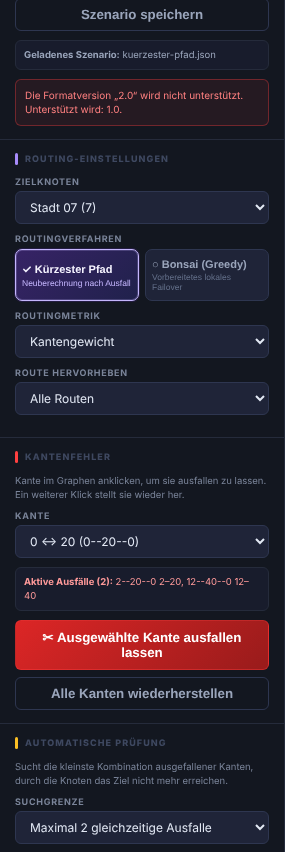 Szenario speichern
Geladenes Szenario: kuerzester-pfad.json
Die Formatversion „2.0“ wird nicht unterstützt.
Unterstützt wird: 1.0.
ROUTING-EINSTELLUNGEN
ZIELKNOTEN
Stadt 07 (7)
ROUTINGVERFAHREN
✓ Kürzester Pfad
Neuberechnung nach Ausfall
○ Bonsai (Greedy)
Vorbereitetes lokales
Failover
ROUTINGMETRIK
Kantengewicht
ROUTE HERVORHEBEN
Alle Routen
KANTENFEHLER
Kante im Graphen anklicken, um sie ausfallen zu lassen.
Ein weiterer Klick stellt sie wieder her.
KANTE
0 ↔ 20 (0--20--0)
Aktive Ausfälle (2): 2--20--0 2–20, 12--40--0 12–
40
✂ Ausgewählte Kante ausfallen
lassen
Alle Kanten wiederherstellen
AUTOMATISCHE PRÜFUNG
Sucht die kleinste Kombination ausgefallener Kanten,
durch die Knoten das Ziel nicht mehr erreichen.
SUCHGRENZE
Maximal 2 gleichzeitige Ausfalle